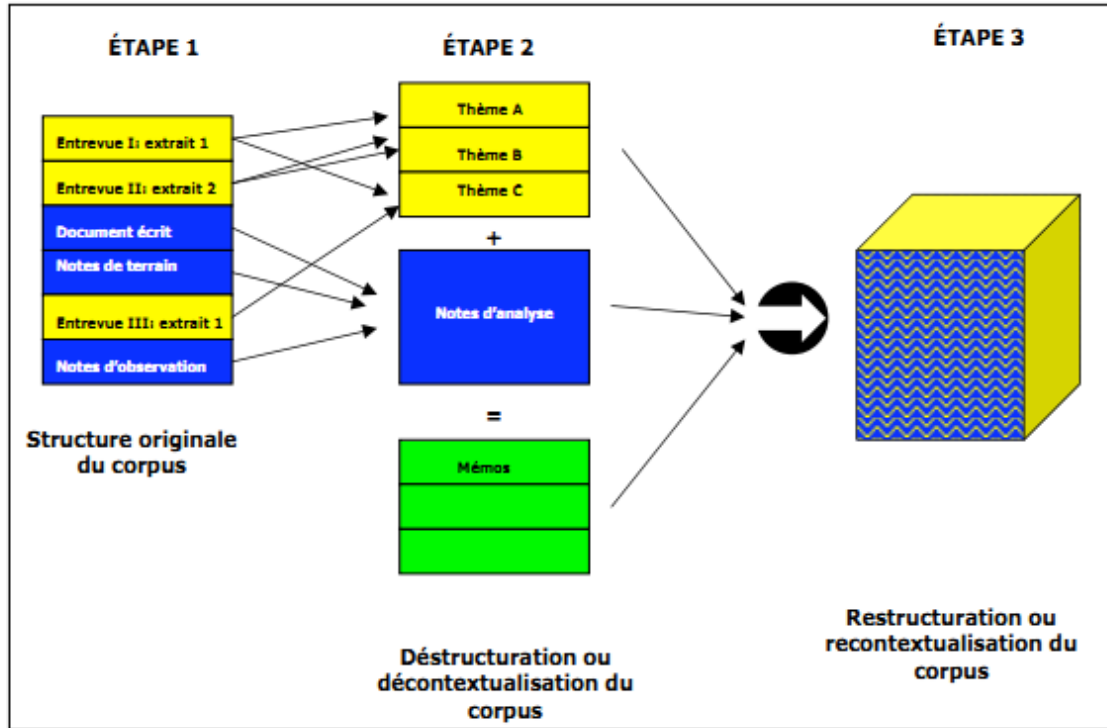 ÉTAPE 1
Entrevue I: extrait 1
Entrevue II: extrait 2
Document écrit
Notes de terrain
Entrevue III: extrait 1
Notes d'observation
Structure originale
du corpus
ÉTAPE 2
Thème A
Thème B
Thème C
+
Notes d'analyse
=
Mémos
Déstructuration ou
décontextualisation du
corpus
ÉTAPE 3
Restructuration ou
recontextualisation du
corpus